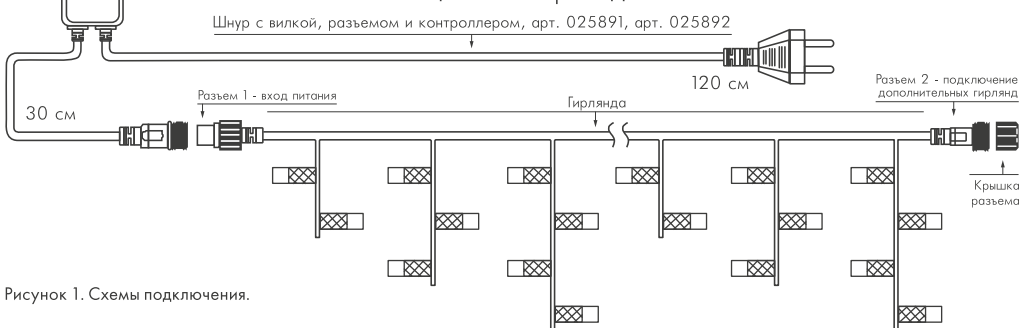 Шнур с вилкой, разъемом и контроллером, арт. 025891, арт. 025892
120 см
30 см
Разъем 1 - вход питания
Гирлянда
Разъем 2 - подключение
дополнительных гирлянд
Крышка
разъема
Рисунок 1. Схемы подключения.